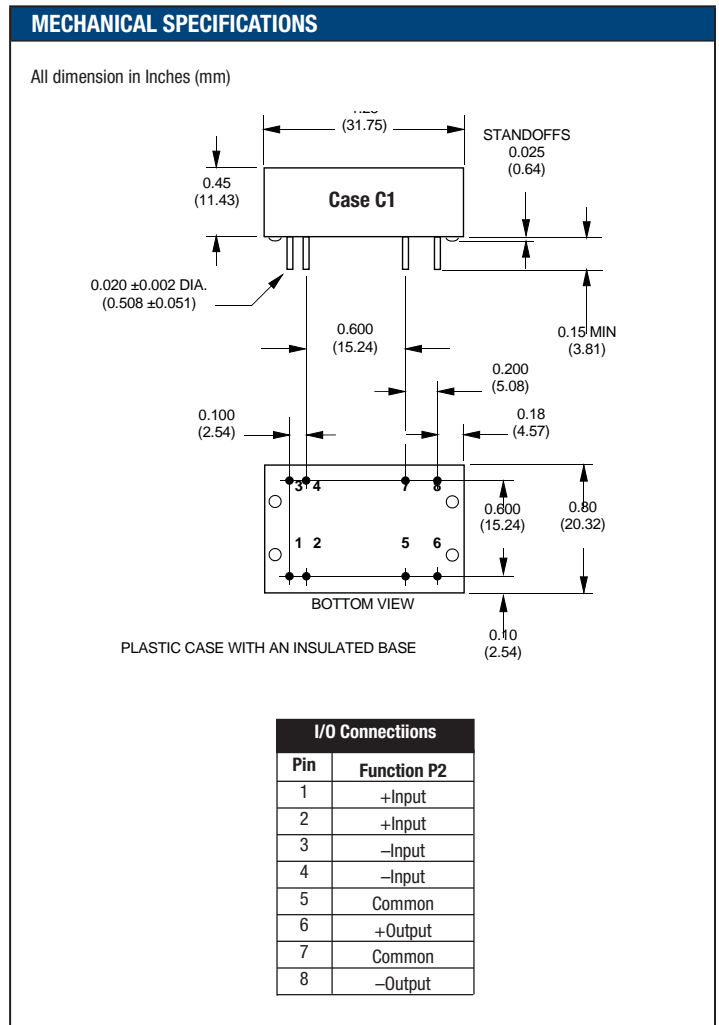 MECHANICAL SPECIFICATIONS
All dimension in Inches (mm)
(31.75)
STANDOFFS
0.025
(0.64)
0.45
(11.43)
Case C1
0.020 ±0.002 DIA.
(0.508 ±0.051)
0.600
(15.24)
0.15 MIN
(3.81)
0.200
(5.08)
0.100
(2.54)
0.18
(4.57)
3 4 7 8
0.600
(15.24)
0.80
(20.32)
1 2 5 6
BOTTOM VIEW
PLASTIC CASE WITH AN INSULATED BASE
0.10
(2.54)
I/O Connectiions
Pin Function P2
1 +Input
2 +Input
3 –Input
4 –Input
5 Common
6 +Output
7 Common
8 –Output